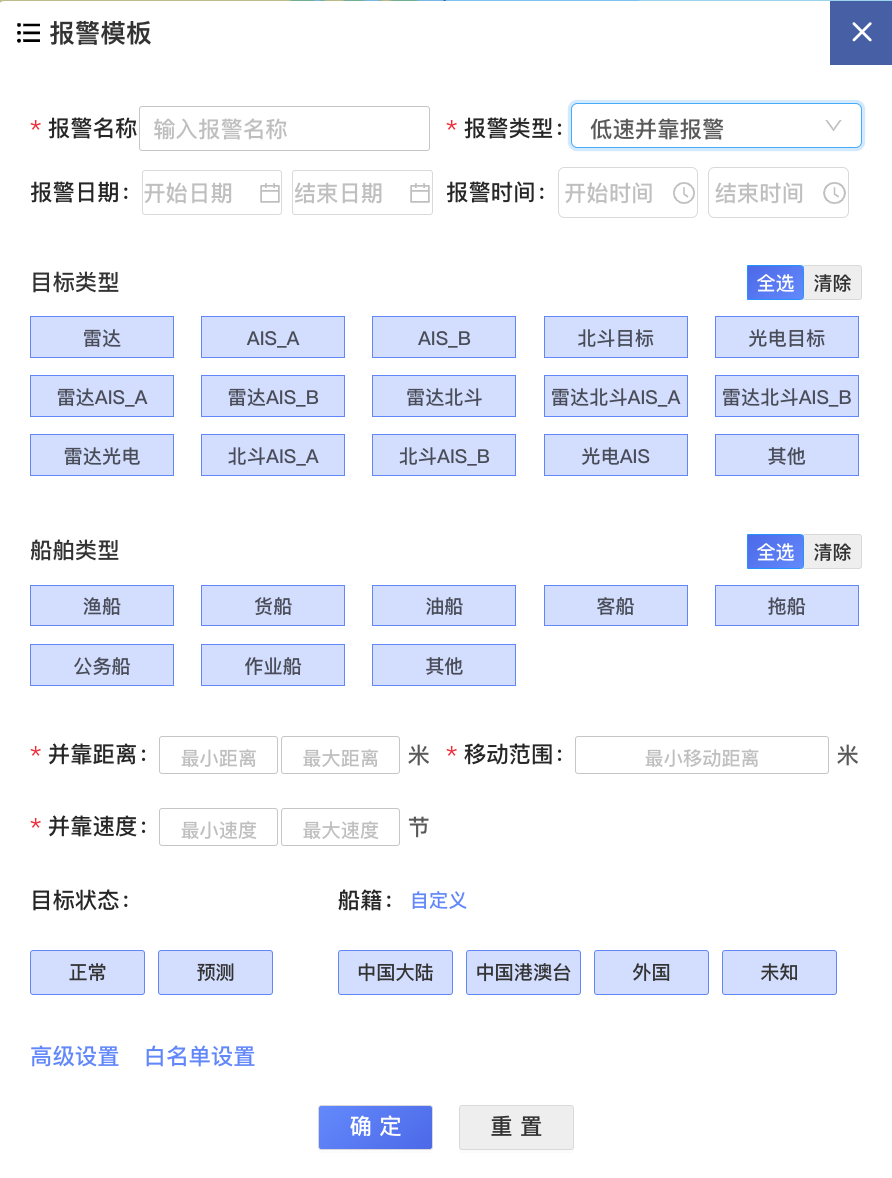 报警模板
* 报警名称 输入报警名称 * 报警类型: 低速并靠报警
报警日期: 开始日期 结束日期 报警时间: 开始时间 结束时间
目标类型 全选 清除
雷达 AIS_A AIS_B 北斗目标 光电目标
雷达AIS_A 雷达AIS_B 雷达北斗 雷达北斗AIS_A 雷达北斗AIS_B
雷达光电 北斗AIS_A 北斗AIS_B 光电AIS 其他
船舶类型 全选 清除
渔船 货船 油船 客船 拖船
公务船 作业船 其他
* 并靠距离: 最小距离 最大距离 米 * 移动范围: 最小移动距离 米
* 并靠速度: 最小速度 最大速度 节
目标状态: 船籍: 自定义
正常 预测 中国大陆 中国港澳台 外国 未知
高级设置 白名单设置
确定 重置